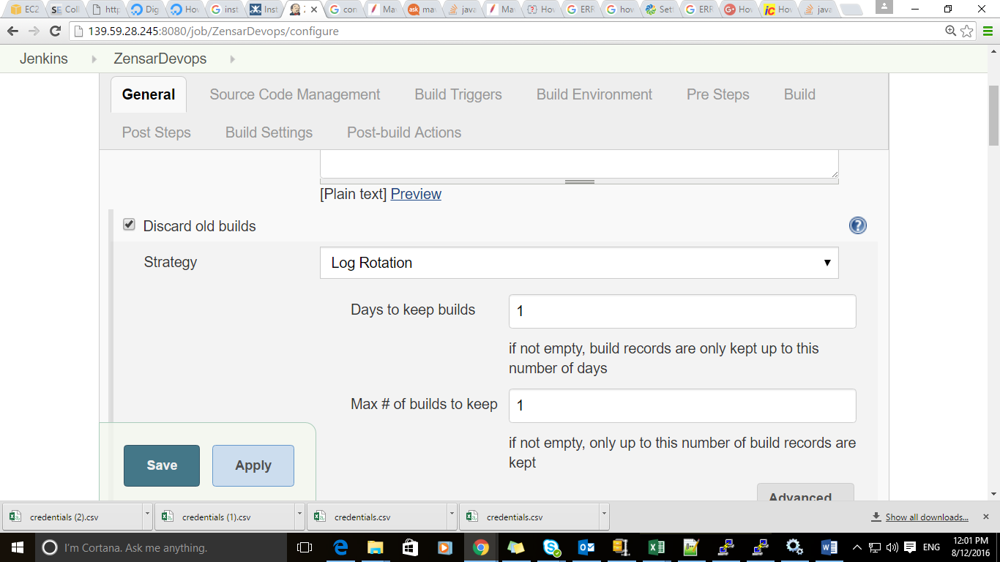 EC2
SE Coll
http
Dig
Hov
inst
Inst
con
Ma
ask ma
java
Ma
Hov
ERF
hov
Set
ERF
Hov
ic Hov
java
139.59.28.245:8080/job/ZensarDevops/configure
Jenkins ZensarDevops
General Source Code Management Build Triggers Build Environment Pre Steps Build
Post Steps Build Settings Post-build Actions
[Plain text] Preview
Discard old builds
Strategy Log Rotation
Days to keep builds 1
if not empty, build records are only kept up to this
number of days
Max # of builds to keep 1
if not empty, only up to this number of build records are
kept
Save Apply
Advanced
credentials (2).csv credentials (1).csv credentials.csv credentials.csv Show all downloads...
I'm Cortana. Ask me anything. ENG 12:01 PM
8/12/2016